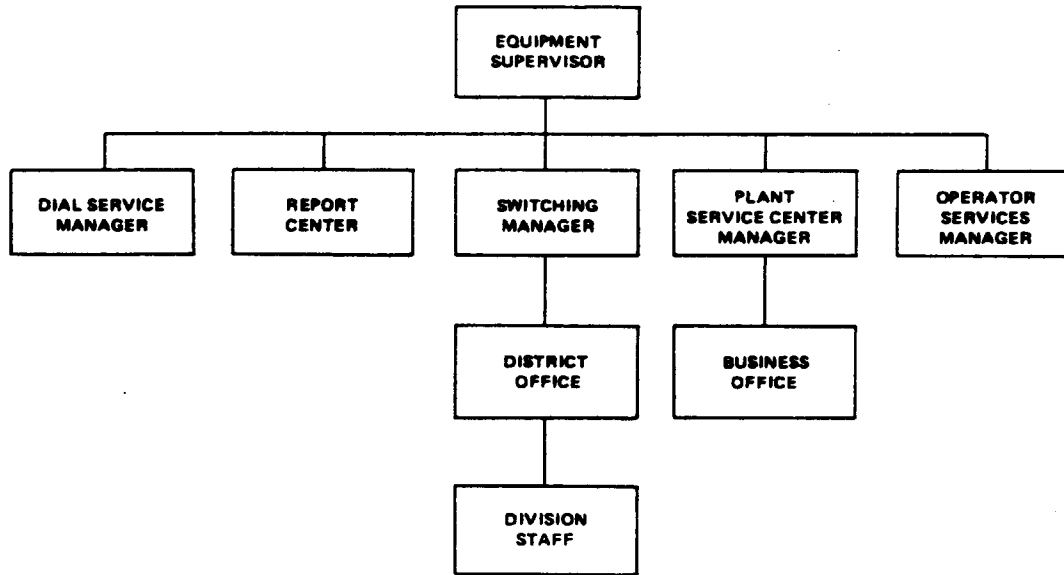 EQUIPMENT
SUPERVISOR
DIAL SERVICE
MANAGER
REPORT
CENTER
SWITCHING
MANAGER
PLANT
SERVICE CENTER
MANAGER
OPERATOR
SERVICES
MANAGER
DISTRICT
OFFICE
BUSINESS
OFFICE
DIVISION
STAFF